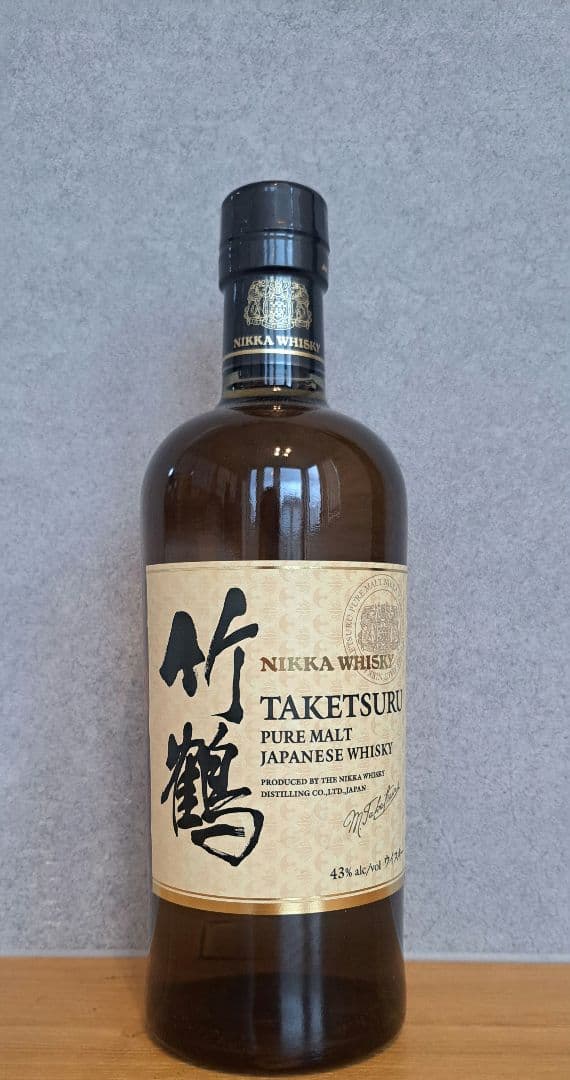 NIKKA WHISKY
竹鶴
NIKKA WHISKY
TAKETSURU
PURE MALT
JAPANESE WHISKY
PRODUCED BY THE NIKKA WHISKY
DISTILLING CO.,LTD.,JAPAN
M. Taketsuru
43% alc/vol ウイスキー